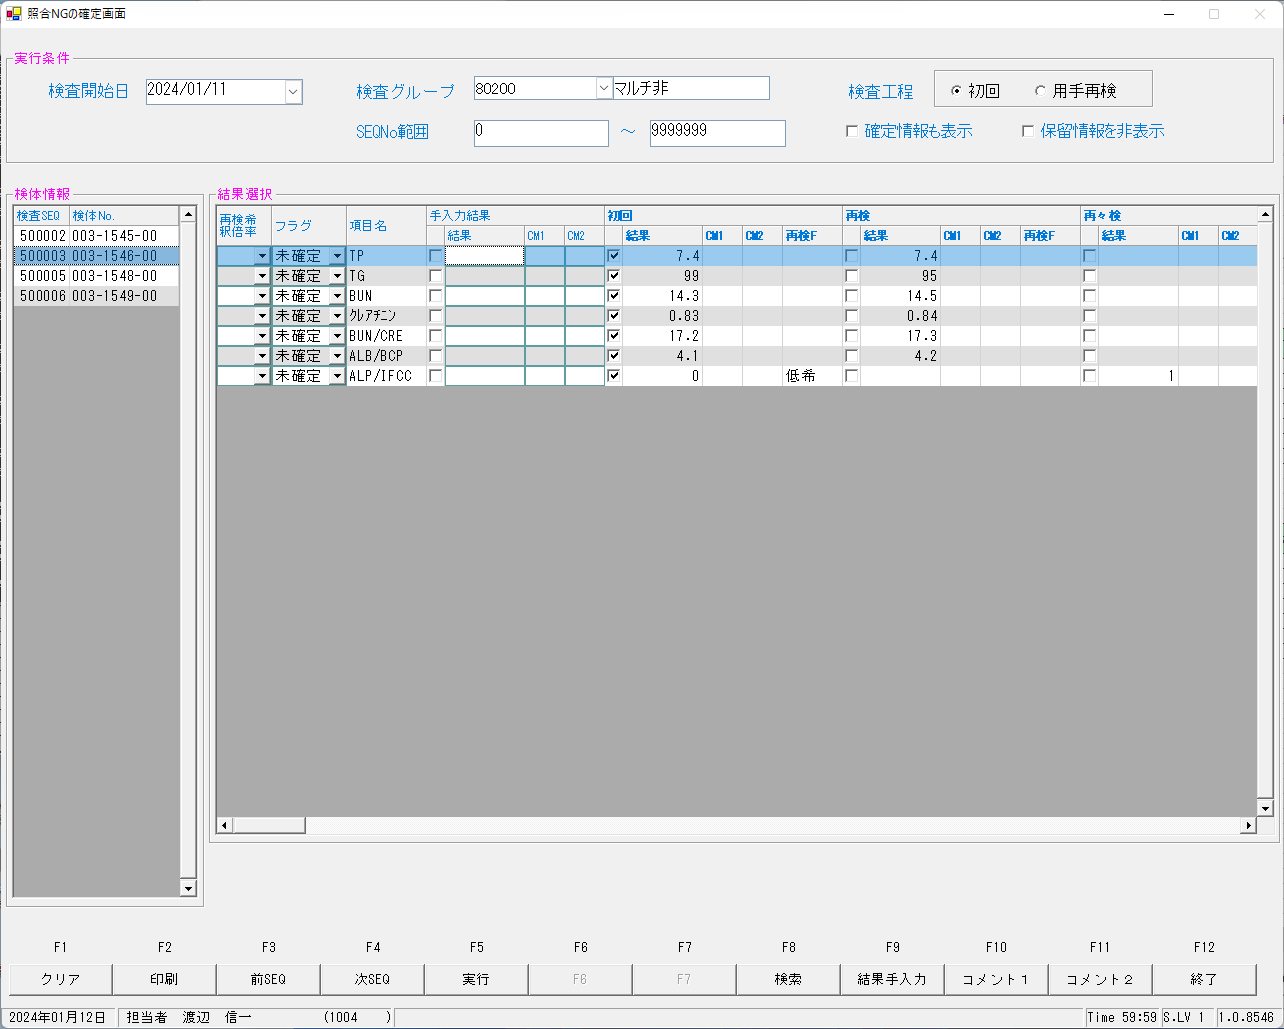 照合NGの確定画面
実行条件
検査開始日 2024/01/11 検査グループ 80200 マルチ非 検査工程 初回 用手再検
SEQNo範囲 0 ～ 9999999 確定情報も表示 保留情報を非表示
検体情報
検査SEQ 検体No.
500002 003-1545-00
500003 003-1546-00
500005 003-1548-00
500006 003-1549-00
結果選択
再検希釈倍率 フラグ 項目名 手入力結果 初回 再検 再々検
結果 CM1 CM2 結果 CM1 CM2 再検F 結果 CM1 CM2 再検F 結果 CM1 CM2
未確定 TP 7.4 7.4
未確定 TG 99 95
未確定 BUN 14.3 14.5
未確定 ｸﾚｱﾁﾆﾝ 0.83 0.84
未確定 BUN/CRE 17.2 17.3
未確定 ALB/BCP 4.1 4.2
未確定 ALP/IFCC 0 低希 1
F1 F2 F3 F4 F5 F6 F7 F8 F9 F10 F11 F12
クリア 印刷 前SEQ 次SEQ 実行 F6 F7 検索 結果手入力 コメント１ コメント２ 終了
2024年01月12日 担当者 渡辺 信一 (1004 ) Time 59:59 S.LV 1 1.0.8546